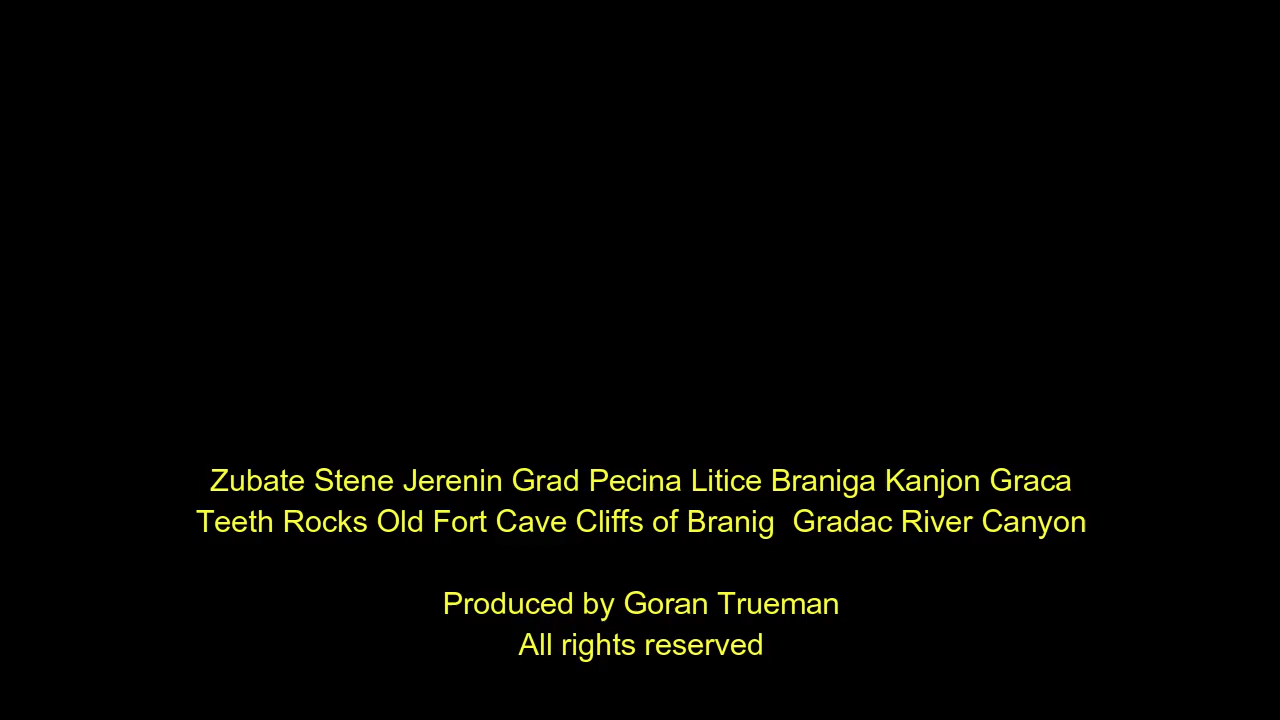 Zubate Stene Jerenin Grad Pecina Litice Braniga Kanjon Graca
Teeth Rocks Old Fort Cave Cliffs of Branig  Gradac River Canyon
Produced by Goran Trueman
All rights reserved